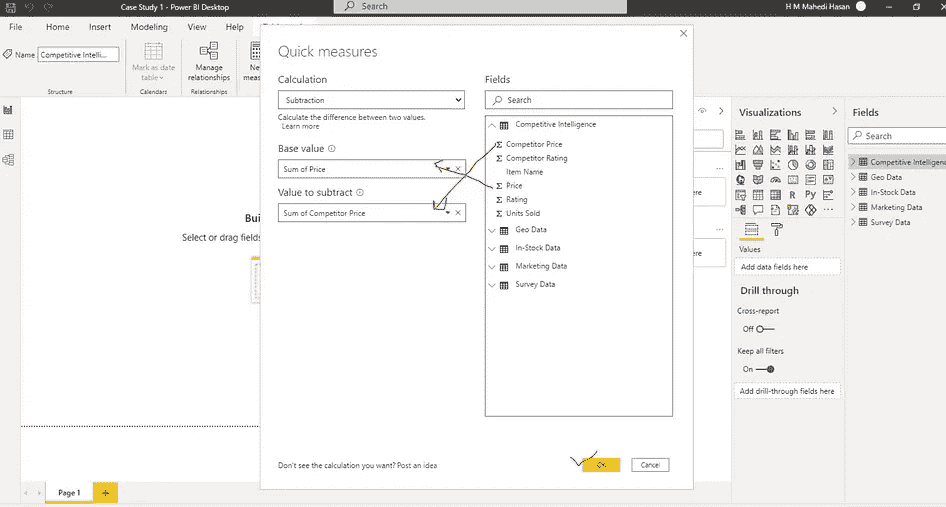 Case Study 1 - Power BI Desktop
Search
H M Mahedi Hasan
File Home Insert Modeling View Help
Name Competitive Intelli...
Mark as date
table
Manage
relationships
Ne
meas
Structure
Calendars
Relationships
Bui
Select or drag fields
Page 1
Quick measures
Calculation
Subtraction
Calculate the difference between two values.
Learn more
Base value
Sum of Price
Value to subtract
Sum of Competitor Price
Fields
Search
Competitive Intelligence
Competitor Price
Competitor Rating
Item Name
Price
Rating
Units Sold
Geo Data
In-Stock Data
Marketing Data
Survey Data
Don't see the calculation you want? Post an idea
Cancel
ere
ere
Visualizations
Values
Add data fields here
Drill through
Cross-report
Off
Keep all filters
On
Add drill-through fields here
Fields
Search
Competitive Intelligenc
Geo Data
In-Stock Data
Marketing Data
Survey Data